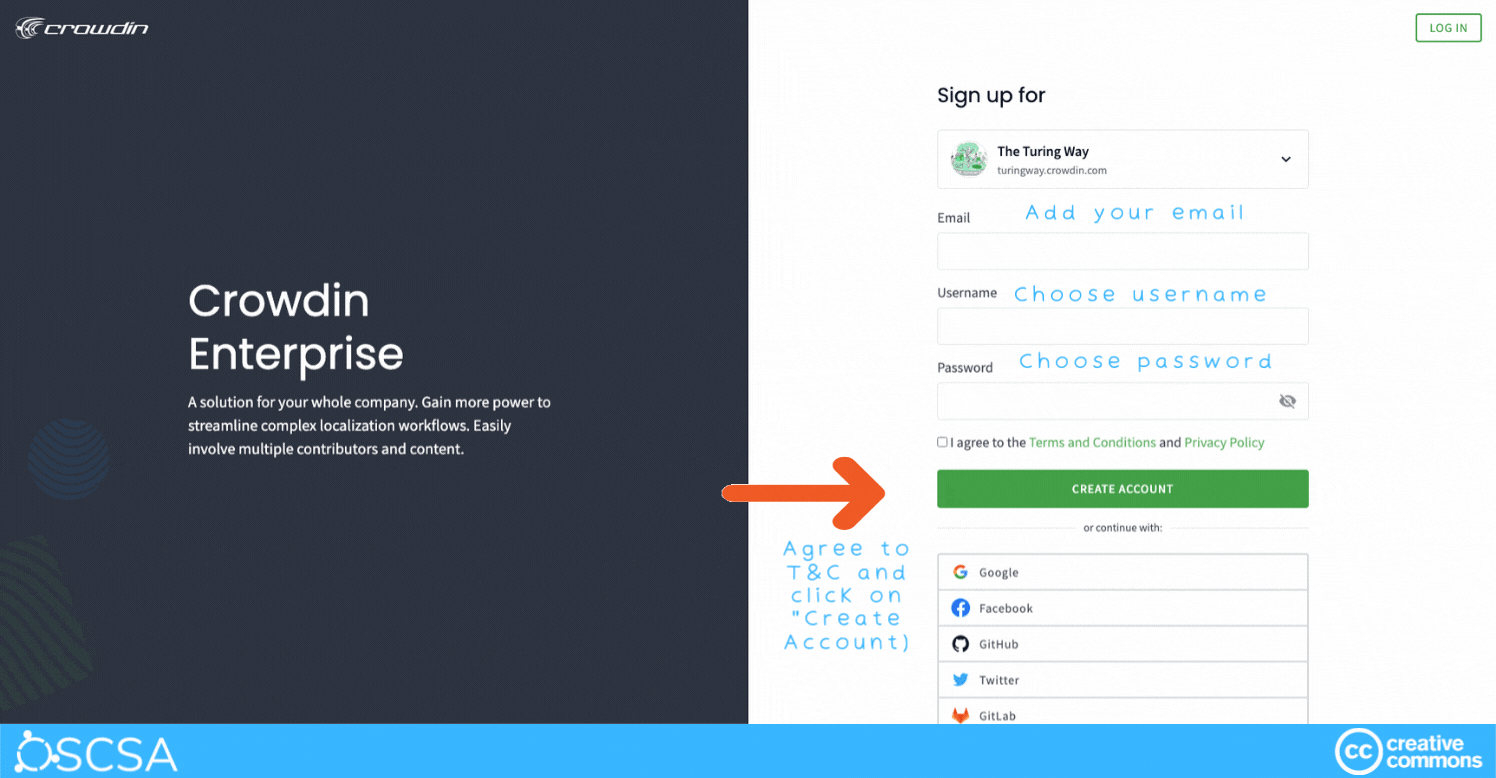 crowdin
LOG IN
Sign up for
The Turing Way
turingway.crowdin.com
Email
Add your email
Username
Choose username
Password
Choose password
I agree to the Terms and Conditions and Privacy Policy
CREATE ACCOUNT
or continue with:
Google
Facebook
GitHub
Twitter
GitLab
Crowdin
Enterprise
A solution for your whole company. Gain more power to
streamline complex localization workflows. Easily
involve multiple contributors and content.
Agree to
T&C and
click on
"Create
Account)
OSCSA
cc creative
commons